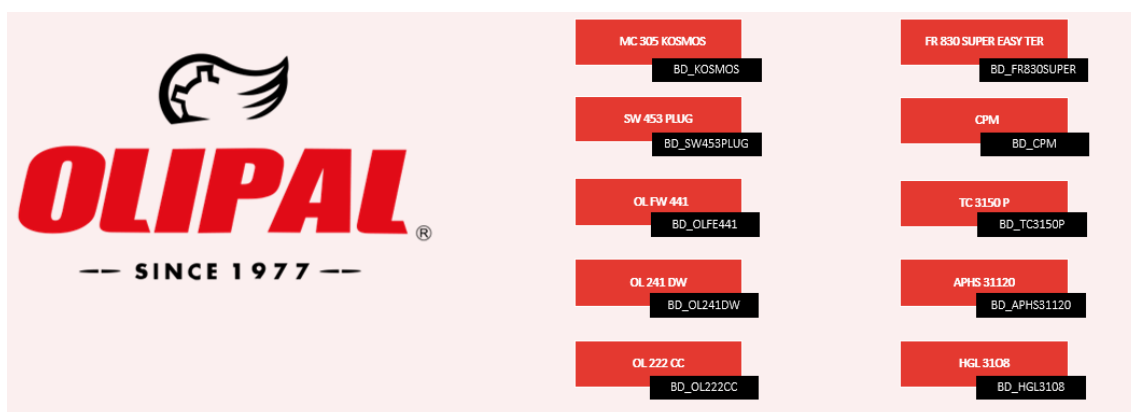 OLIPAL
®
SINCE 1977
MC 305 KOSMOS
BD_KOSMOS
SW 453 PLUG
BD_SW453PLUG
OL FW 441
BD_OLFE441
OL 241 DW
BD_OL241DW
OL 222 CC
BD_OL222CC
FR 830 SUPER EASY TER
BD_FR830SUPER
CPM
BD_CPM
TC 3150 P
BD_TC3150P
APHS 31120
BD_APHS31120
HGL 31O8
BD_HGL3108